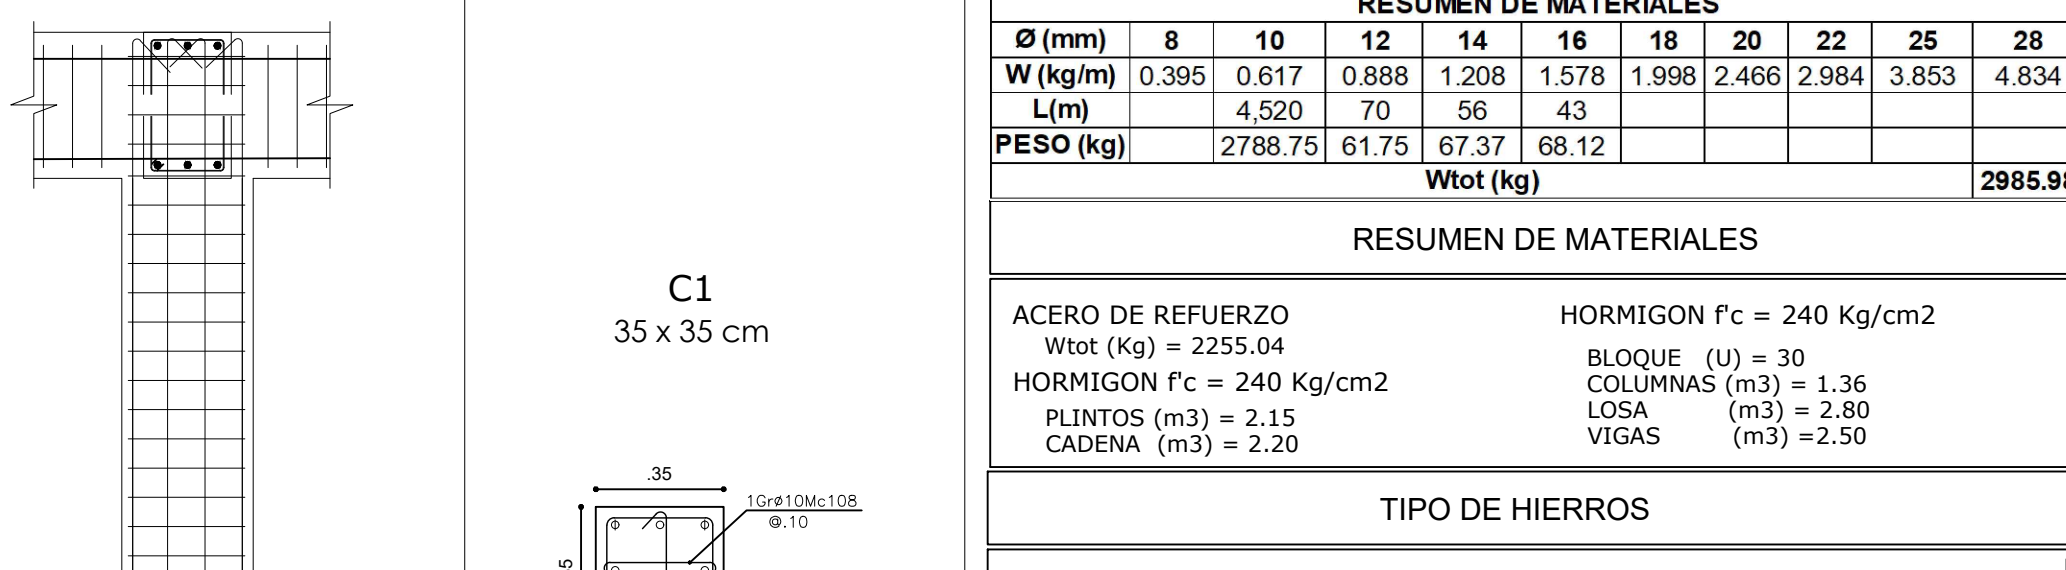 RESUMEN DE MATERIALES
Ø (mm) 8 10 12 14 16 18 20 22 25 28
W (kg/m) 0.395 0.617 0.888 1.208 1.578 1.998 2.466 2.984 3.853 4.834
L(m) 4,520 70 56 43
PESO (kg) 2788.75 61.75 67.37 68.12
Wtot (kg) 2985.98
RESUMEN DE MATERIALES
C1
35 x 35 cm
ACERO DE REFUERZO
Wtot (Kg) = 2255.04
HORMIGON f'c = 240 Kg/cm2
PLINTOS (m3) = 2.15
CADENA (m3) = 2.20
HORMIGON f'c = 240 Kg/cm2
BLOQUE (U) = 30
COLUMNAS (m3) = 1.36
LOSA (m3) = 2.80
VIGAS (m3) =2.50
.35
1Grø10Mc108
@.10
TIPO DE HIERROS